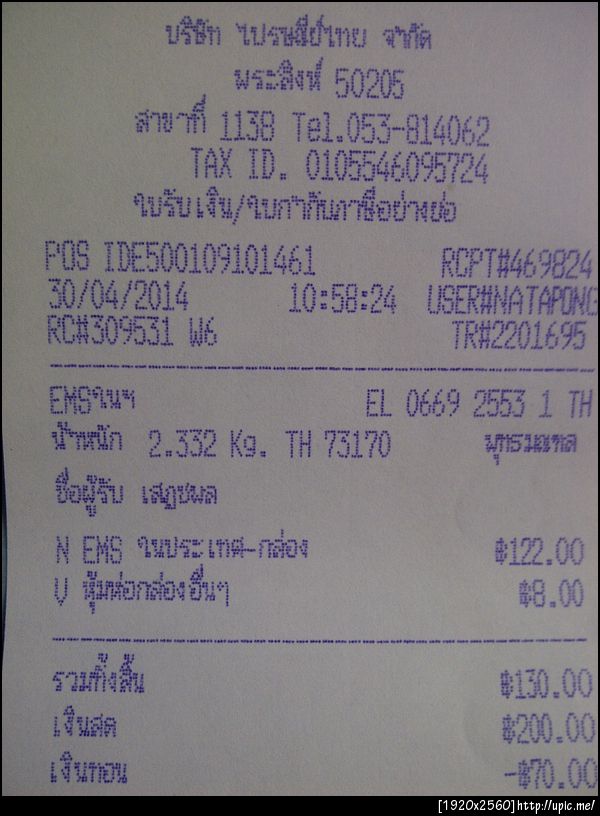 บริษัท ไปรษณีย์ไทย จำกัด
พระสิงห์ 50205
สาขาที่ 1138 Tel.053-814062
TAX ID. 0105546095724
ใบรับเงิน/ใบกำกับภาษีอย่างย่อ
POS IDE500109101461 RCPT#469824
30/04/2014 10:58:24 USER#NATAPONG
RC#309531 W6 TR#2201695
EMSในฯ EL 0669 2553 1 TH
น้ำหนัก 2.332 Kg. TH 73170 พุทธมณฑล
ชื่อผู้รับ เสฏชพล
N EMS ในประเทศ-กล่อง ฿122.00
V หุ้มห่อกล่องอื่นๆ ฿8.00
รวมทั้งสิ้น ฿130.00
เงินสด ฿200.00
เงินทอน -฿70.00
[1920x2560]http://upic.me/